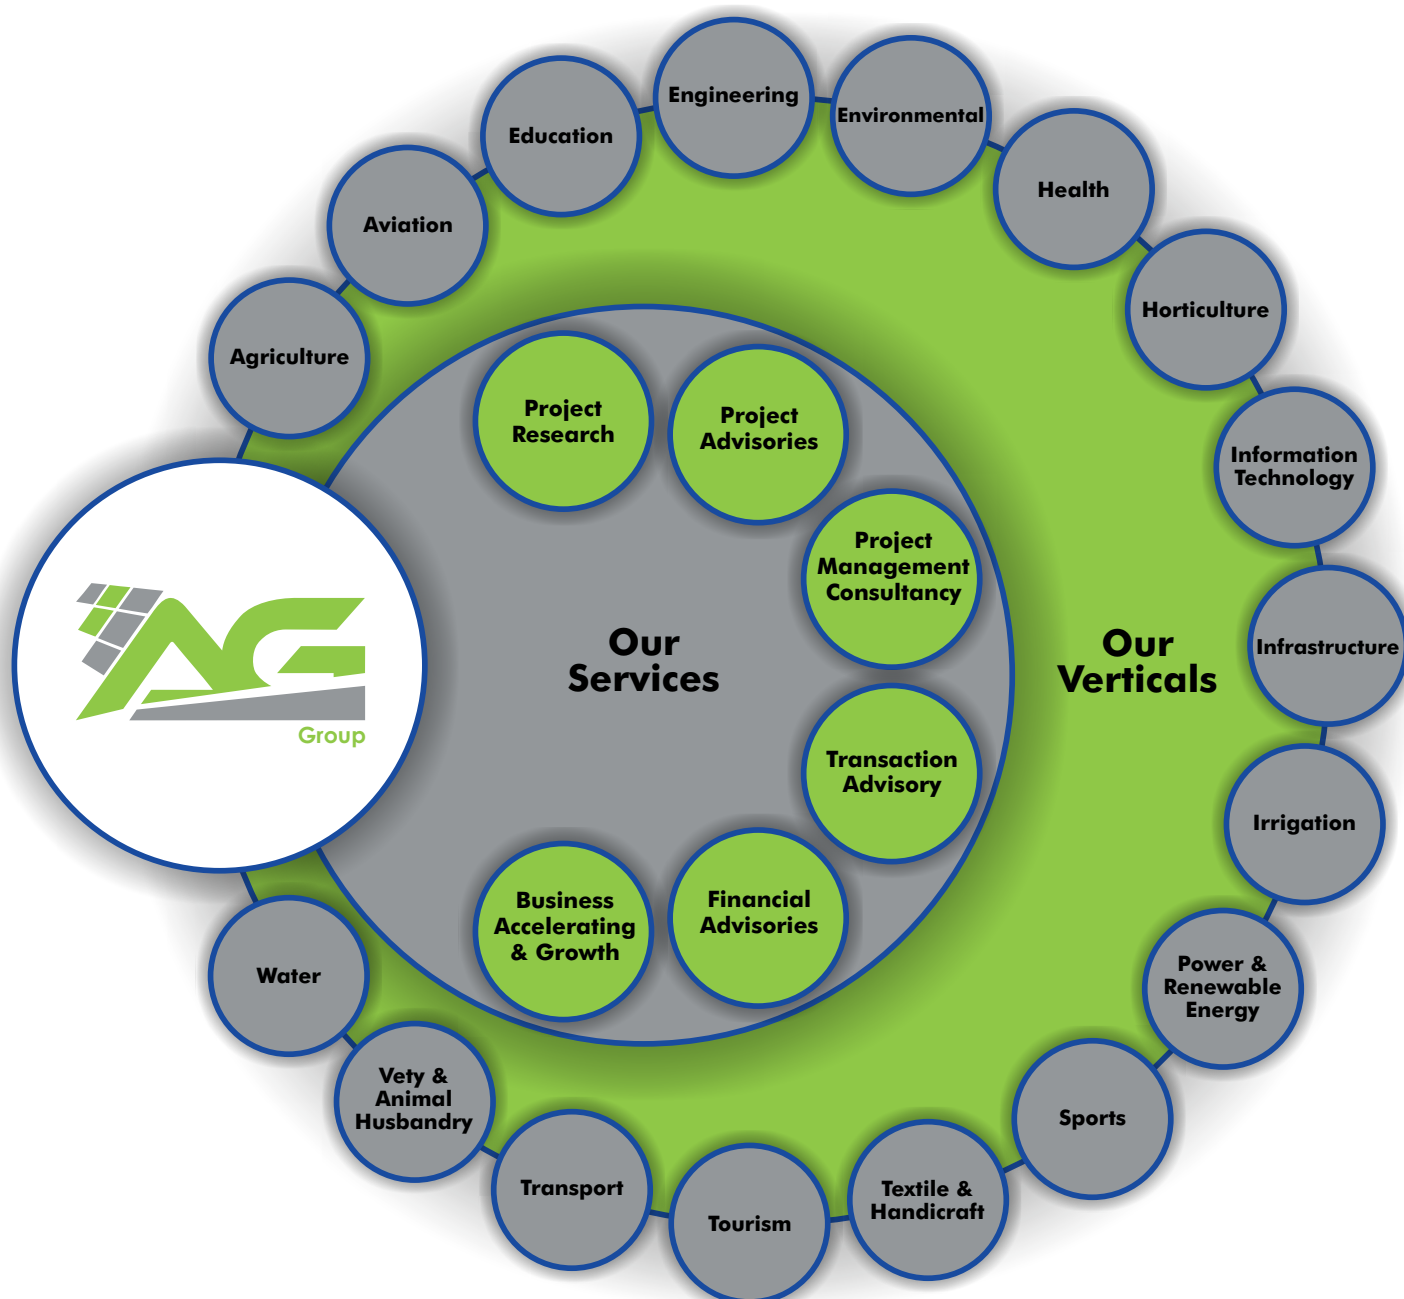 Engineering
Environmental
Education
Health
Aviation
Horticulture
Agriculture
Information
Technology
Infrastructure
Irrigation
Power &
Renewable
Energy
Sports
Textile &
Handicraft
Tourism
Transport
Vety &
Animal
Husbandry
Water
Our
Verticals
Project
Research
Project
Advisories
Project
Management
Consultancy
Transaction
Advisory
Financial
Advisories
Business
Accelerating
& Growth
Our
Services
AG
Group